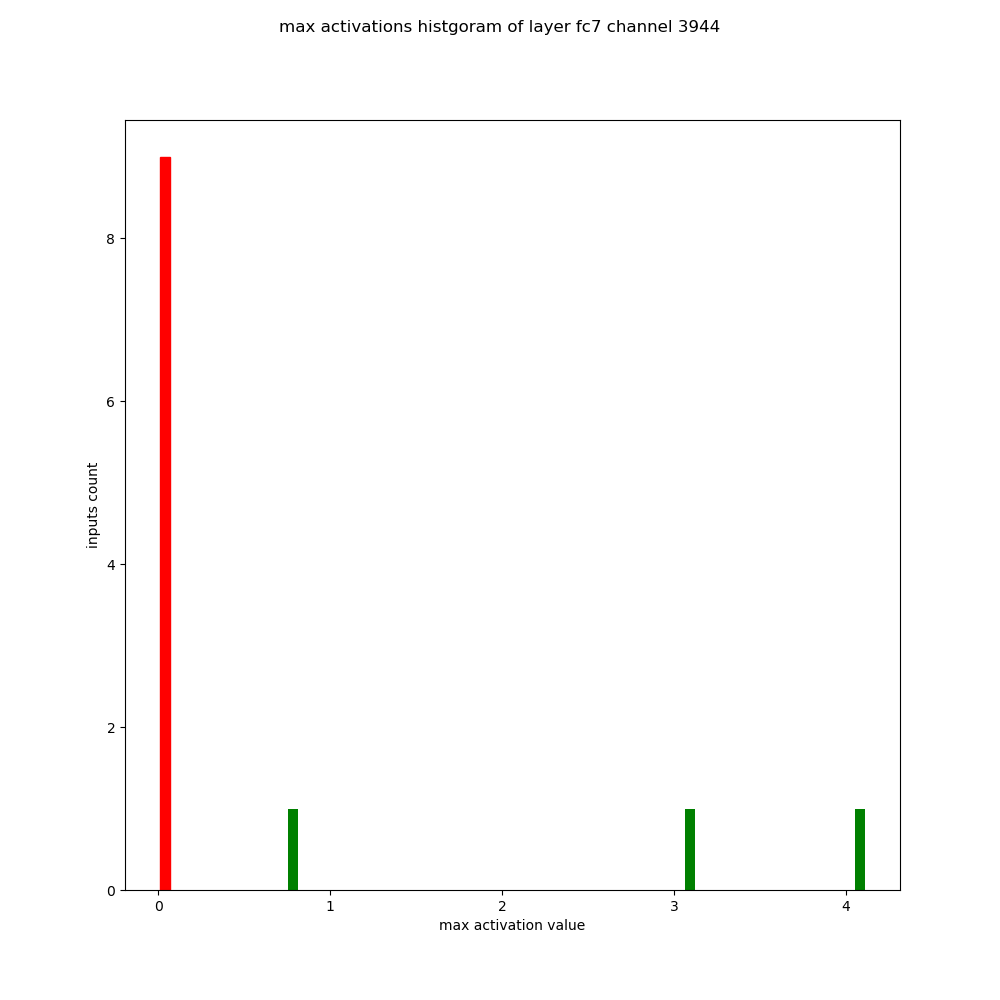 max activations histgoram of layer fc7 channel 3944
8
6
4
2
0
inputs count
0 1 2 3 4
max activation value